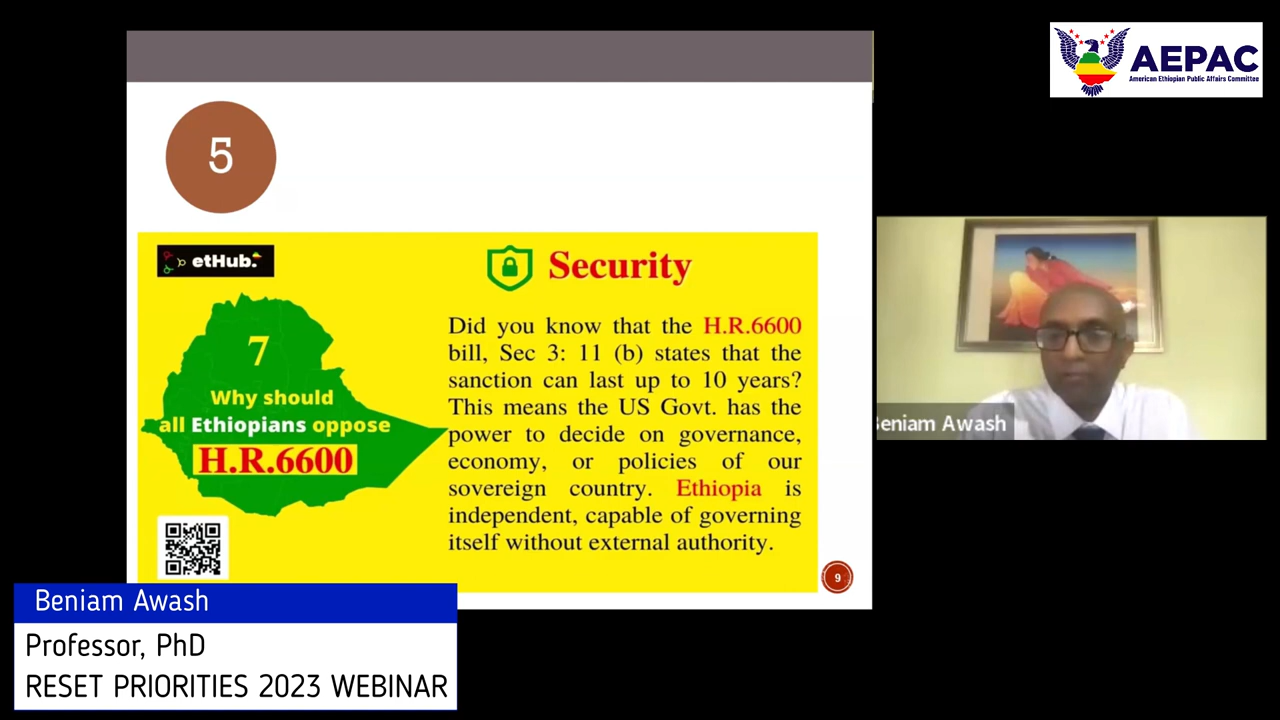 AEPAC
American Ethiopian Public Affairs Committee
5
etHub.
Security
7
Why should
all Ethiopians oppose
H.R.6600
Did you know that the H.R.6600
bill, Sec 3: 11 (b) states that the
sanction can last up to 10 years?
This means the US Govt. has the
power to decide on governance,
economy, or policies of our
sovereign country. Ethiopia is
independent, capable of governing
itself without external authority.
9
Beniam Awash
Beniam Awash
Professor, PhD
RESET PRIORITIES 2023 WEBINAR